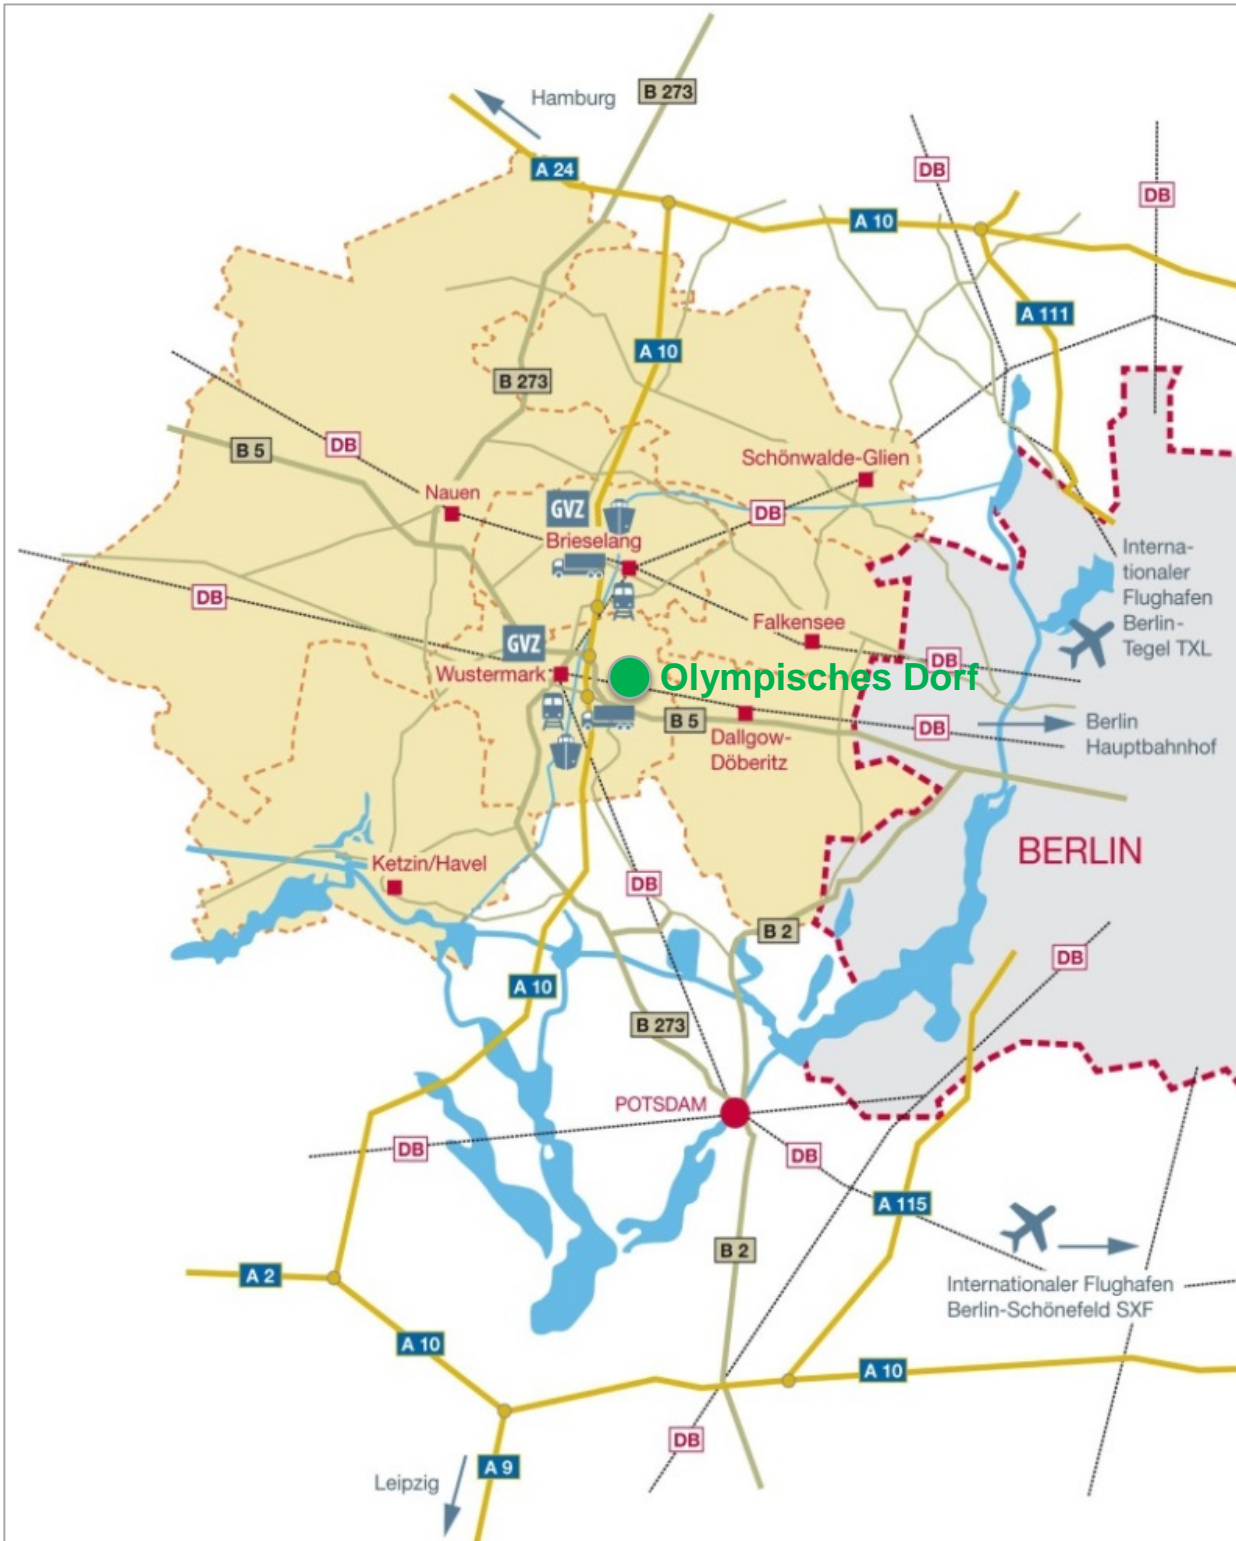 Hamburg
B 273
A 24
DB
DB
A 10
A 111
A 10
B 273
DB
B 5
Schönwalde-Glien
Nauen
GVZ
DB
Brieselang
Interna-
tionaler
Flughafen
Berlin-
Tegel TXL
DB
Falkensee
GVZ
DB
Wustermark
Olympisches Dorf
B 5
DB
Berlin
Hauptbahnhof
Dallgow-
Döberitz
BERLIN
Ketzin/Havel
DB
B 2
DB
A 10
B 273
POTSDAM
DB
DB
A 115
B 2
A 2
Internationaler Flughafen
Berlin-Schönefeld SXF
A 10
A 10
DB
A 9
Leipzig